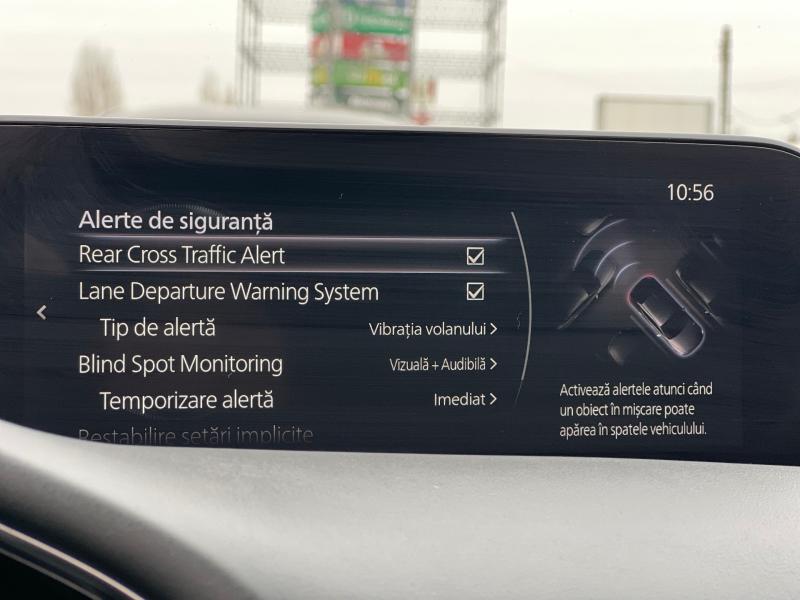 10:56
Alerte de siguranță
Rear Cross Traffic Alert
Lane Departure Warning System
Tip de alertă Vibrația volanului >
Blind Spot Monitoring Vizuală + Audibilă >
Temporizare alertă Imediat >
Restabilire setări implicite
Activează alertele atunci când
un obiect în mișcare poate
apărea în spatele vehiculului.